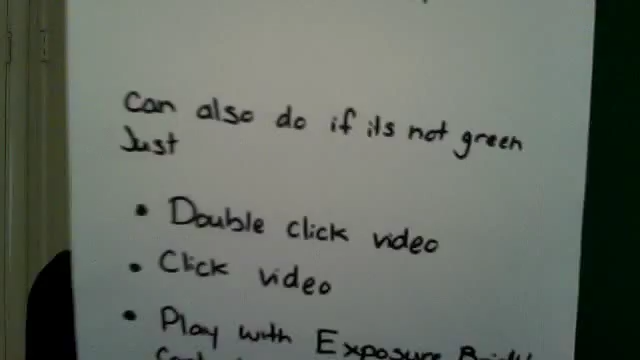 Can also do if its not green
Just
• Double click video
• Click video
• Play with Exposure